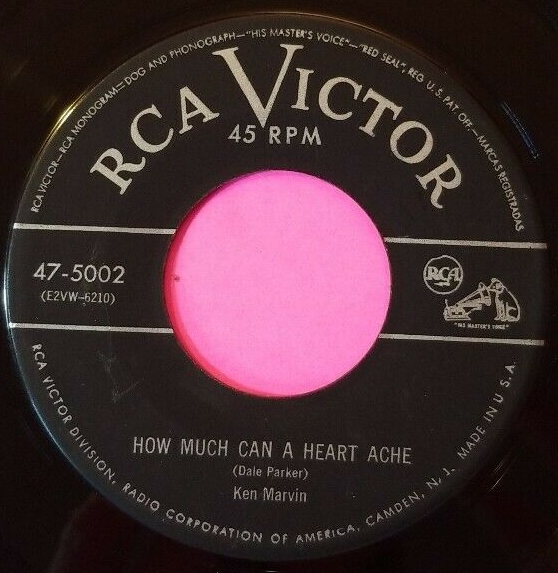 RCA VICTOR—RCA MONOGRAM—DOG AND PHONOGRAPH—"HIS MASTER'S VOICE"—"RED SEAL", REG. U.S. PAT. OFF.—MARCAS REGISTRADAS
RCA VICTOR
45 RPM
47-5002
(E2VW-6210)
RCA
"HIS MASTER'S VOICE"
HOW MUCH CAN A HEART ACHE
(Dale Parker)
Ken Marvin
RCA VICTOR DIVISION, RADIO CORPORATION OF AMERICA, CAMDEN, N. J. MADE IN U.S.A.